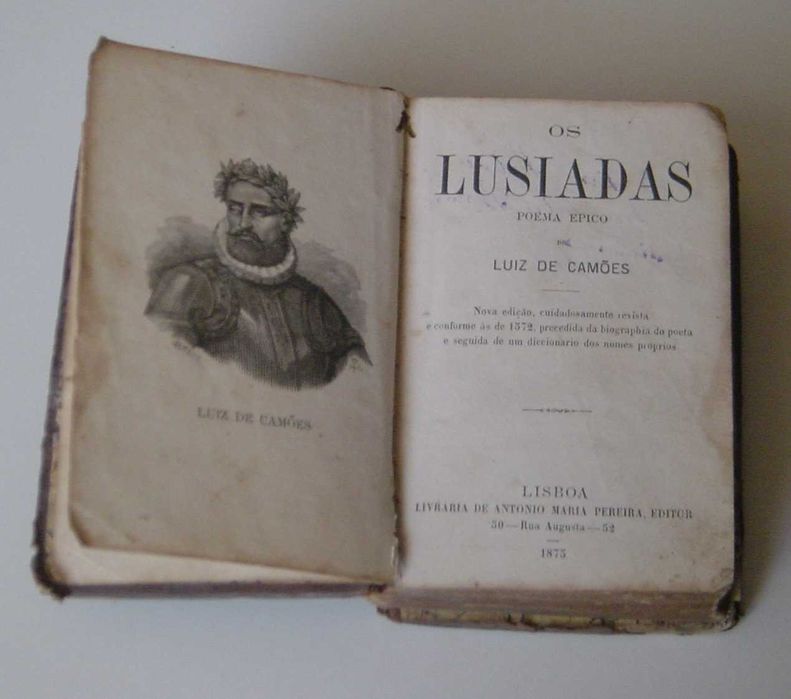 LUIZ DE CAMÕES
OS
LUSIADAS
POEMA EPICO
DE
LUIZ DE CAMÕES
Nova edição, cuidadosamente revista
e conforme ás de 1572, precedida da biographia do poeta
e seguida de um diccionario dos nomes proprios
LISBOA
LIVRARIA DE ANTONIO MARIA PEREIRA, EDITOR
50—Rua Augusta—52
1875